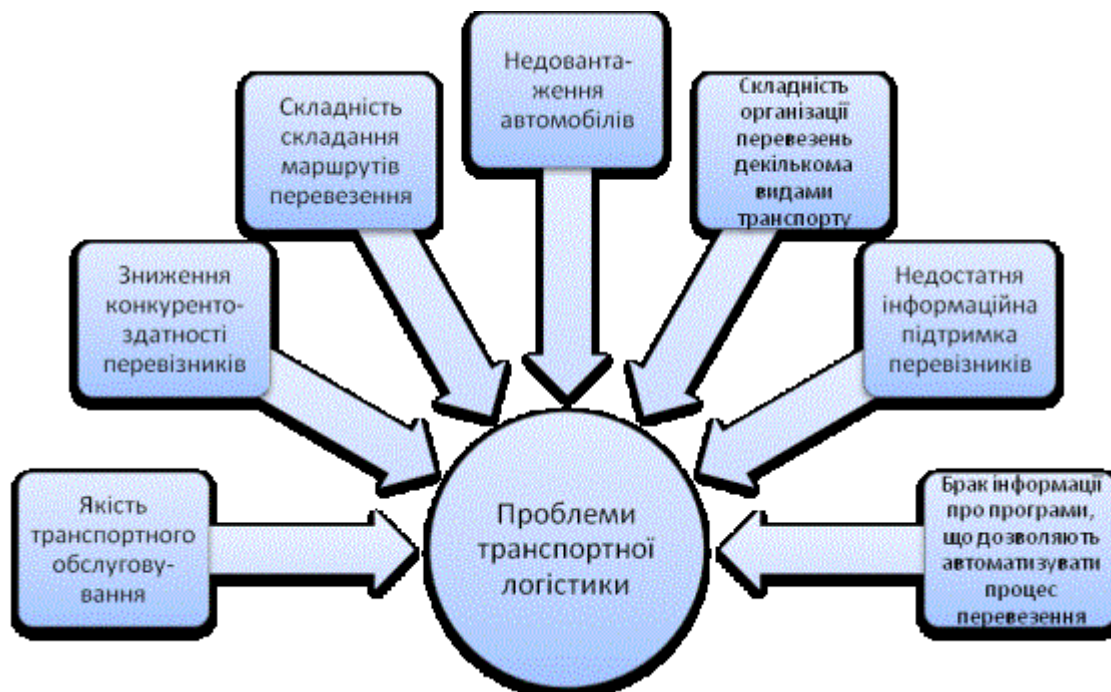 Недованта-
ження
автомобілів
Складність
складання
маршрутів
перевезення
Складність
організації
перевезень
декількома
видами
транспорту
Зниження
конкуренто-
здатності
перевізників
Недостатня
інформаційна
підтримка
перевізників
Якість
транспортного
обслугову-
вання
Проблеми
транспортної
логістики
Брак інформації
про програми,
що дозволяють
автоматизувати
процес
перевезення